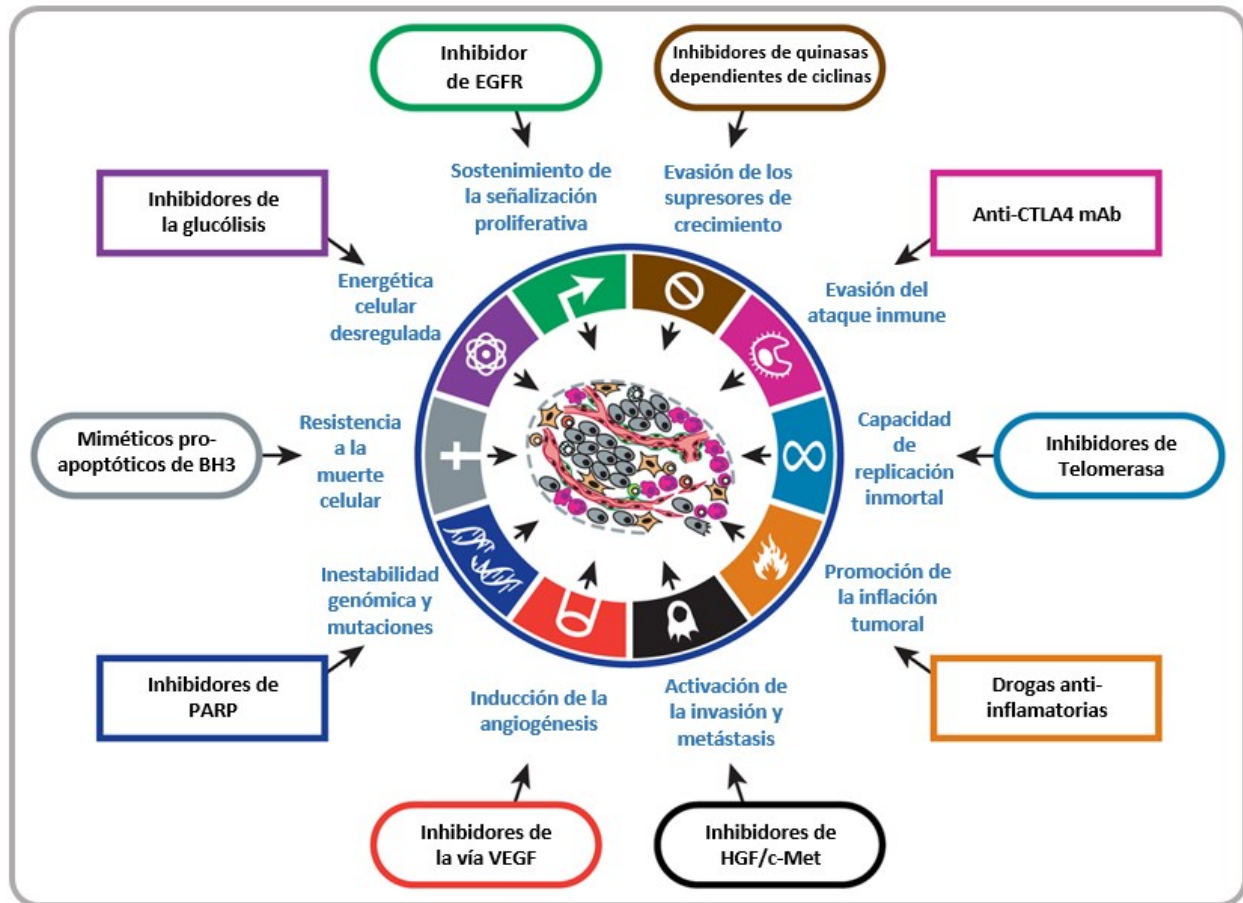 Inhibidor
de EGFR
Inhibidores de quinasas
dependientes de ciclinas
Sostenimiento de
la señalización
proliferativa
Evasión de los
supresores de
crecimiento
Inhibidores de
la glucólisis
Anti-CTLA4 mAb
Energética
celular
desregulada
Evasión del
ataque inmune
Miméticos pro-
apoptóticos de BH3
Resistencia
a la
muerte
celular
Capacidad
de
replicación
inmortal
Inhibidores de
Telomerasa
Inestabilidad
genómica y
mutaciones
Promoción de
la inflación
tumoral
Inhibidores de
PARP
Inducción de la
angiogénesis
Activación de
la invasión y
metástasis
Drogas anti-
inflamatorias
Inhibidores de
la vía VEGF
Inhibidores de
HGF/c-Met